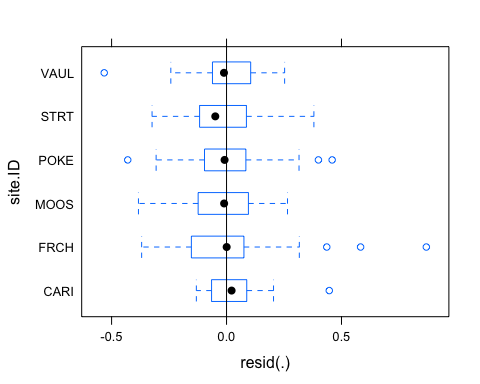 VAUL
STRT
POKE
MOOS
FRCH
CARI
site.ID
-0.5
0.0
0.5
resid(.)